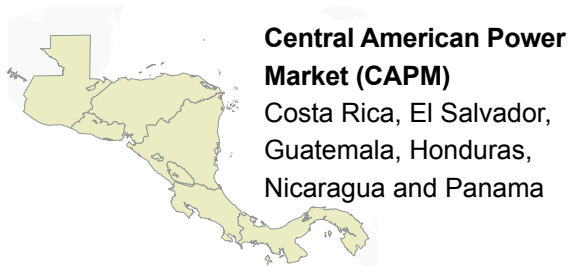 Central American Power
Market (CAPM)
Costa Rica, El Salvador,
Guatemala, Honduras,
Nicaragua and Panama